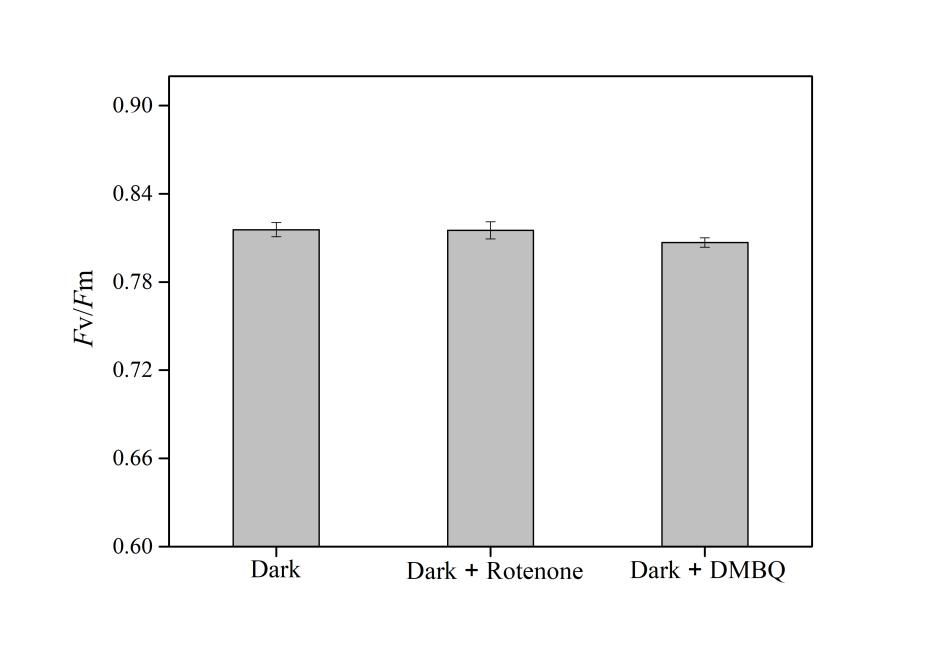 0.90
0.84
0.78
0.72
0.66
0.60
Fv/Fm
Dark
Dark + Rotenone
Dark + DMBQ